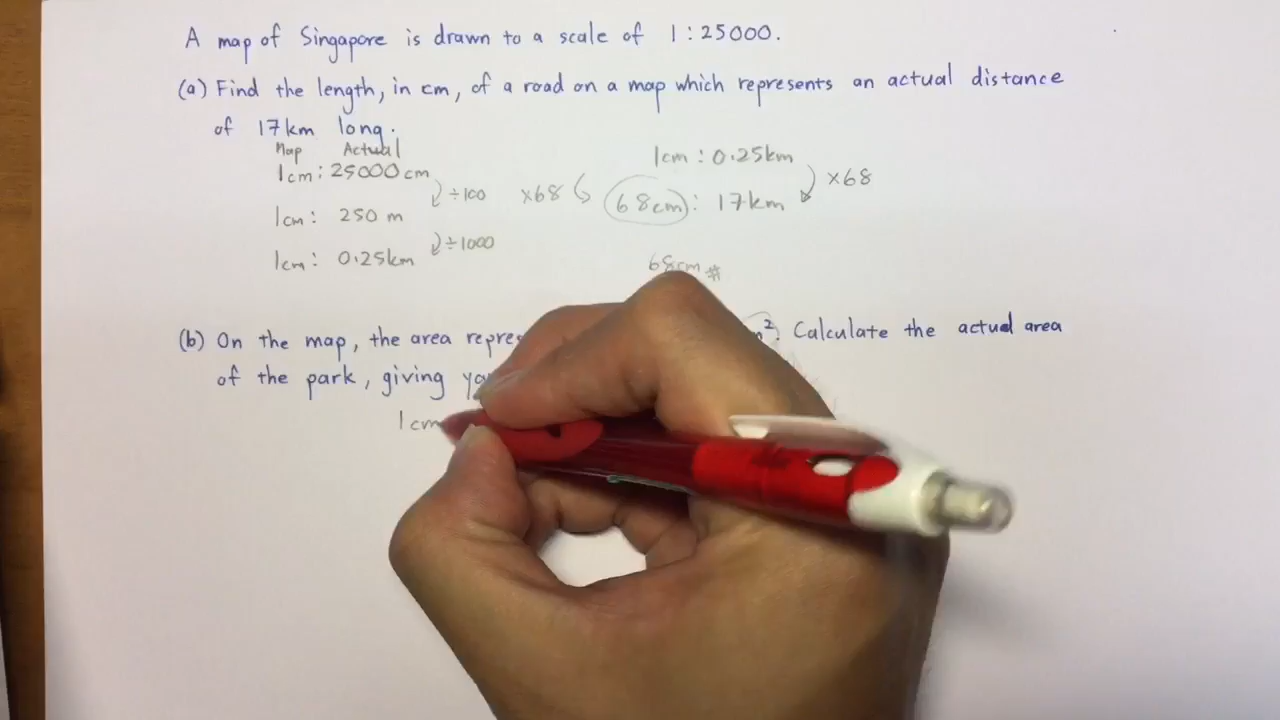 A map of Singapore is drawn to a scale of 1:25000.
(a) Find the length, in cm, of a road on a map which represents an actual distance
of 17km long.
Map Actual
1cm : 25000cm
÷100
1cm : 250 m
÷1000
1cm : 0.25km
1cm : 0.25km
×68
×68
68cm : 17km
68cm #
(b) On the map, the area Calculate the actual area
of the park, giving
1cm